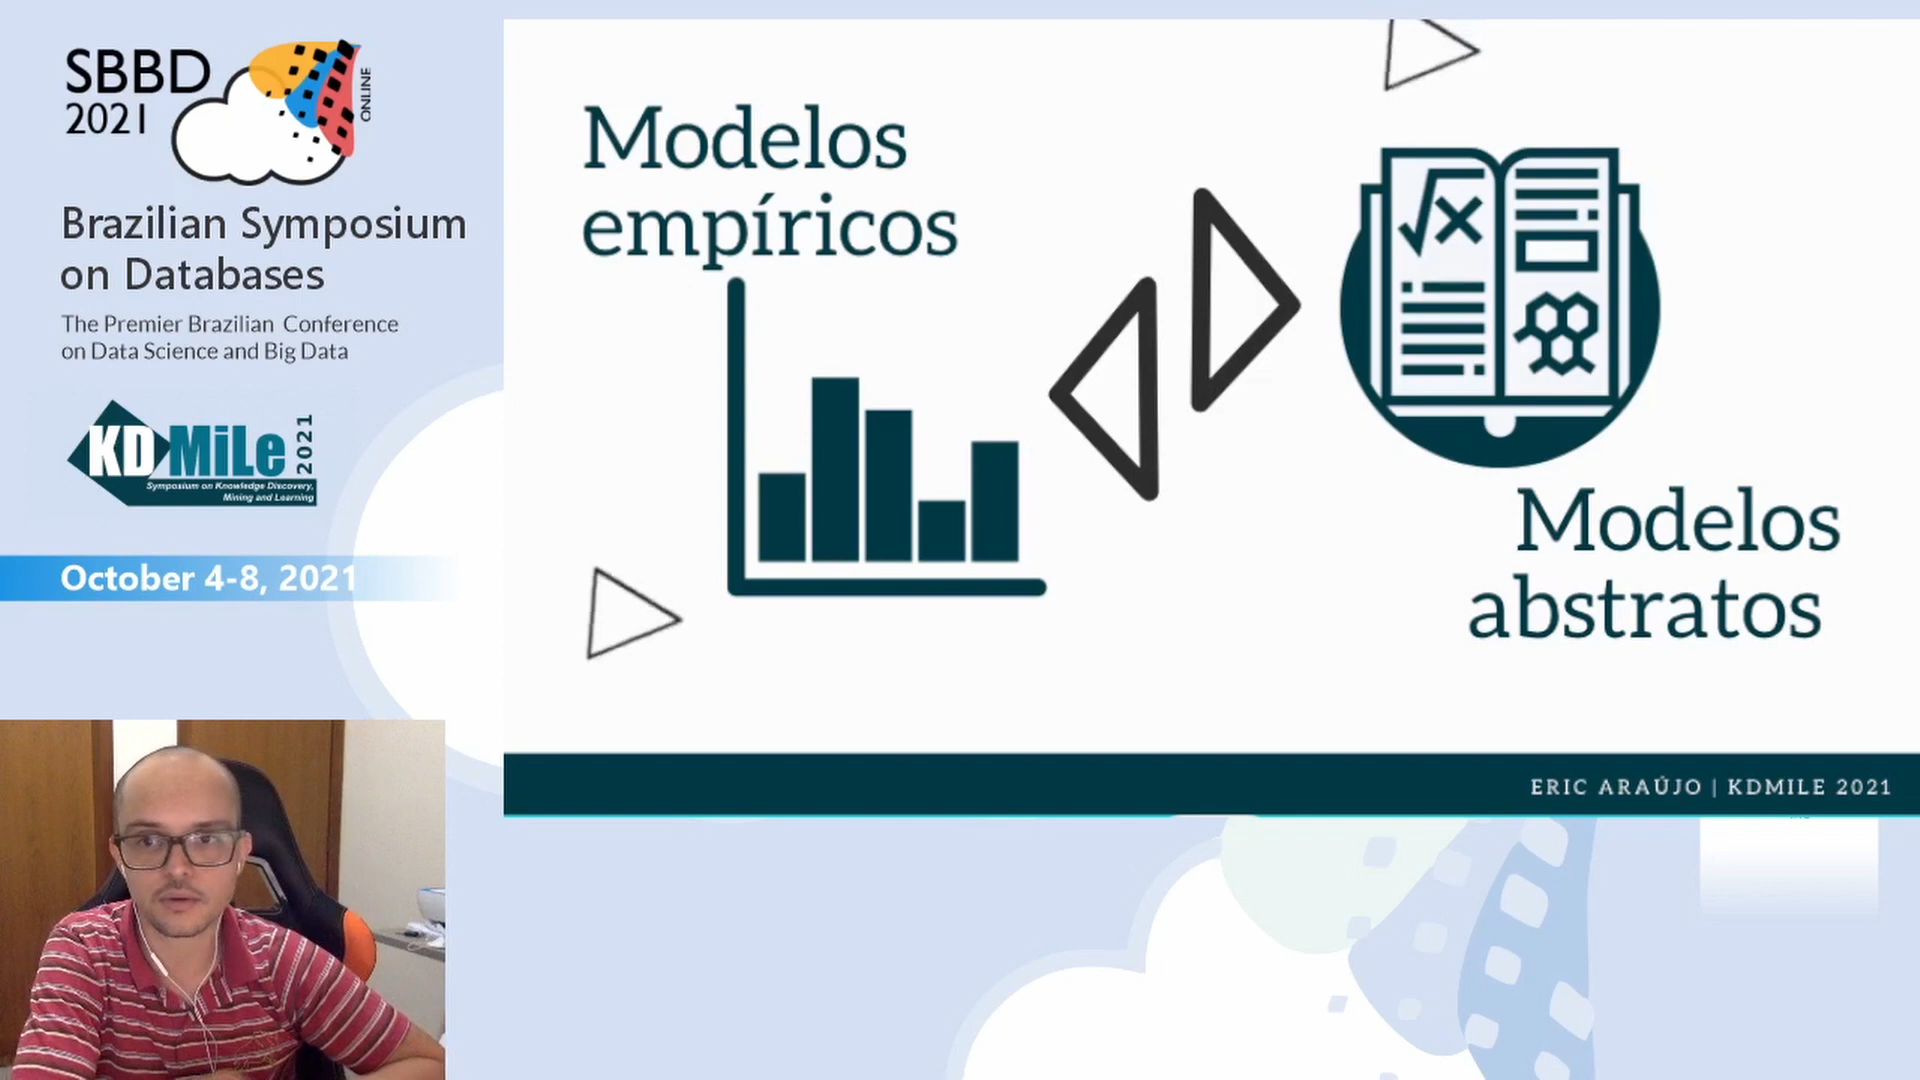 SBBD
2021
ONLINE
Brazilian Symposium
on Databases
The Premier Brazilian Conference
on Data Science and Big Data
KDMiLe
2021
Symposium on Knowledge Discovery,
Mining and Learning
October 4-8, 2021
Modelos
empíricos
√x
Modelos
abstratos
ERIC ARAÚJO | KDMILE 2021